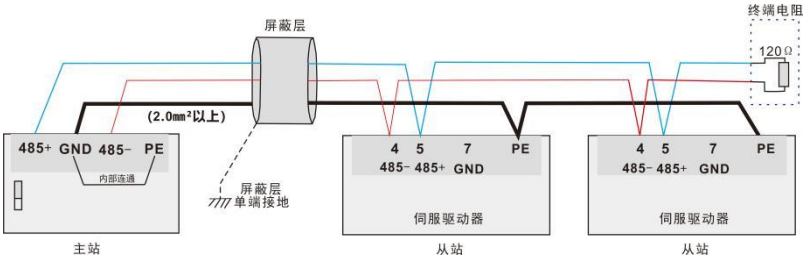 终端电阻
屏蔽层
120Ω
(2.0mm²以上)
485+ GND 485- PE
内部连通
4 5 7 PE
485- 485+ GND
4 5 7 PE
485- 485+ GND
屏蔽层
单端接地
伺服驱动器
伺服驱动器
主站
从站
从站